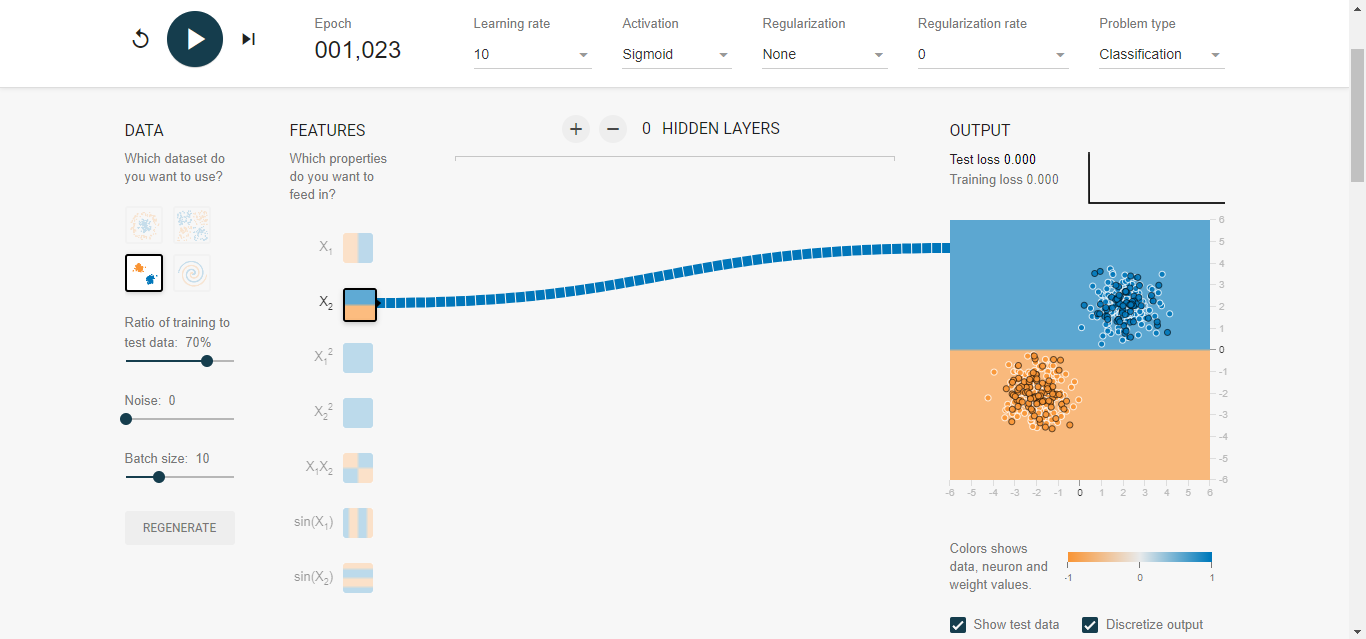 Epoch
001,023
Learning rate
10
Activation
Sigmoid
Regularization
None
Regularization rate
0
Problem type
Classification
DATA
Which dataset do
you want to use?
Ratio of training to
test data: 70%
Noise: 0
Batch size: 10
REGENERATE
FEATURES
Which properties
do you want to
feed in?
X1
X2
X1²
X2²
X1X2
sin(X1)
sin(X2)
0 HIDDEN LAYERS
OUTPUT
Test loss 0.000
Training loss 0.000
6
5
4
3
2
1
0
-1
-2
-3
-4
-5
-6
-6 -5 -4 -3 -2 -1 0 1 2 3 4 5 6
Colors shows
data, neuron and
weight values.
-1 0 1
Show test data
Discretize output